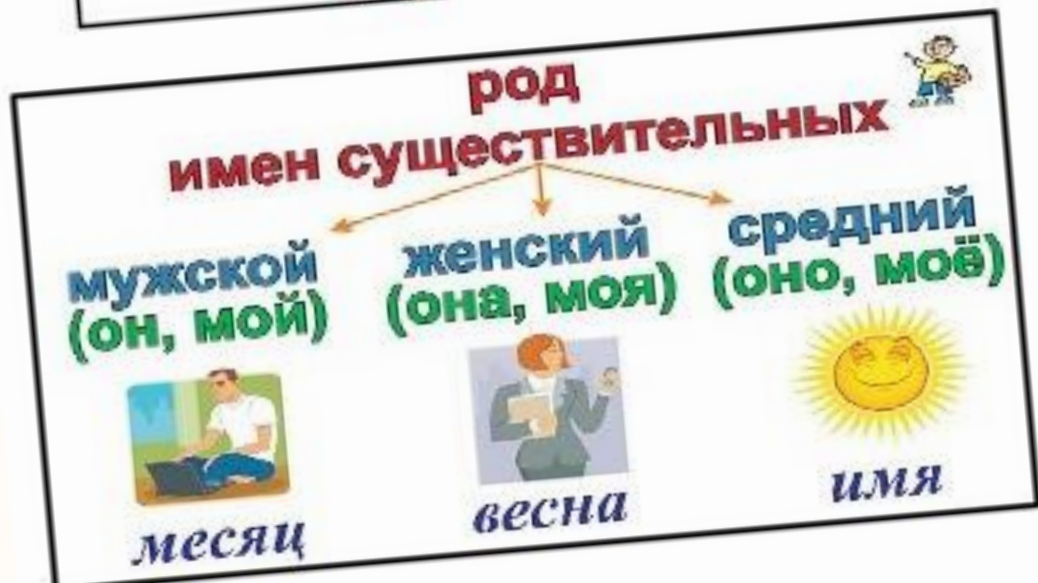 род
имен существительных
мужской женский средний
(он, мой) (она, моя) (оно, моё)
месяц весна имя